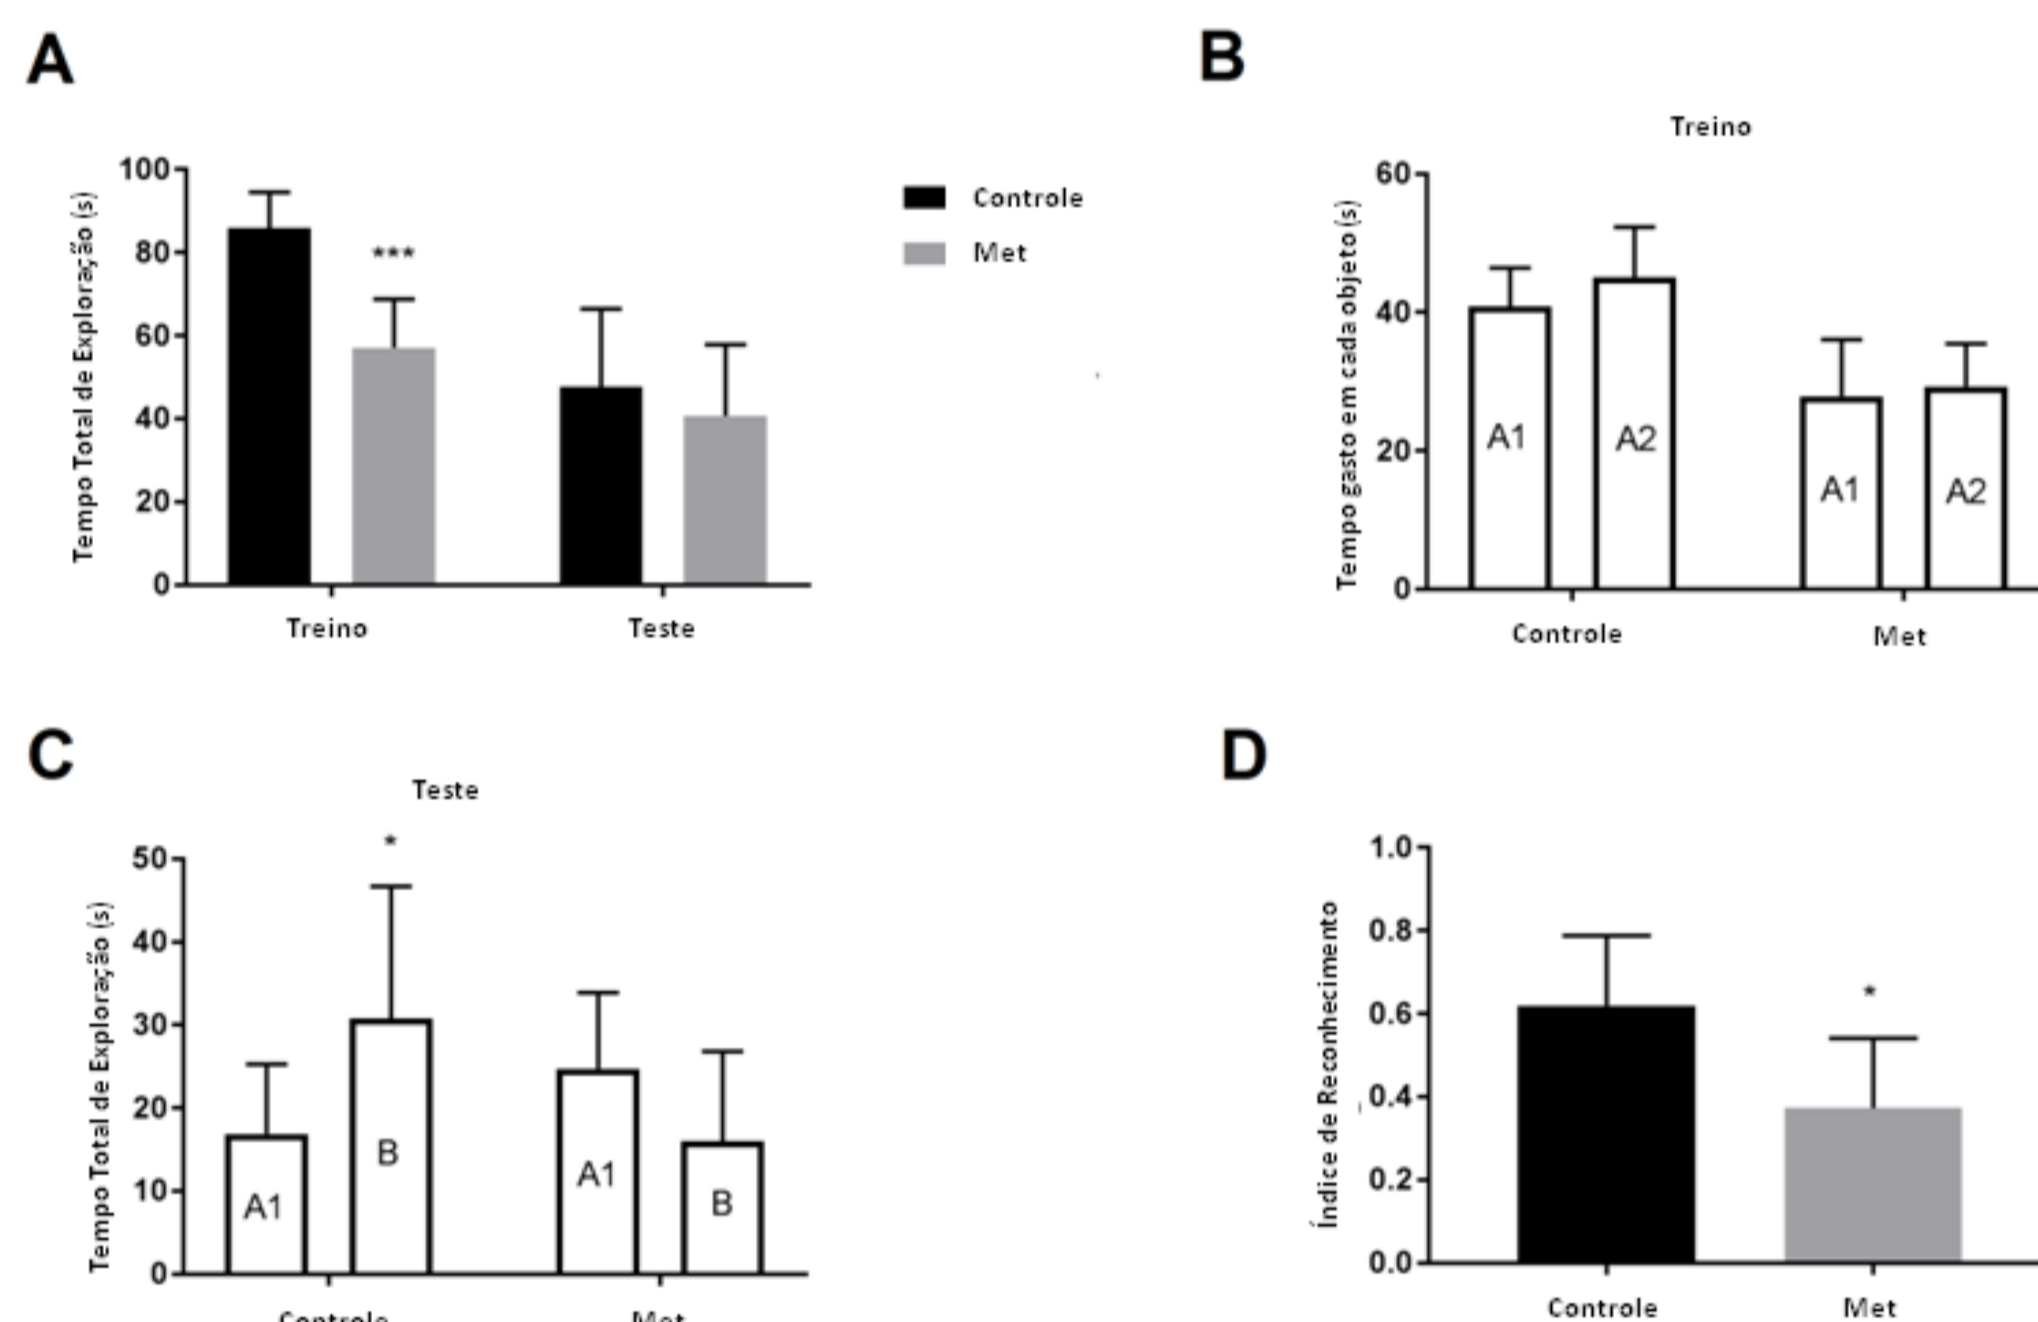 A
Tempo Total de Exploração (s)
100
80
60
40
20
0
***
Treino
Teste
Controle
Met
B
Treino
Tempo gasto em cada objeto (s)
60
40
20
0
A1
A2
A1
A2
Controle
Met
C
Teste
Tempo Total de Exploração (s)
50
40
30
20
10
0
*
A1
B
A1
B
Controle
Met
D
Índice de Reconhecimento
1.0
0.8
0.6
0.4
0.2
0.0
*
Controle
Met